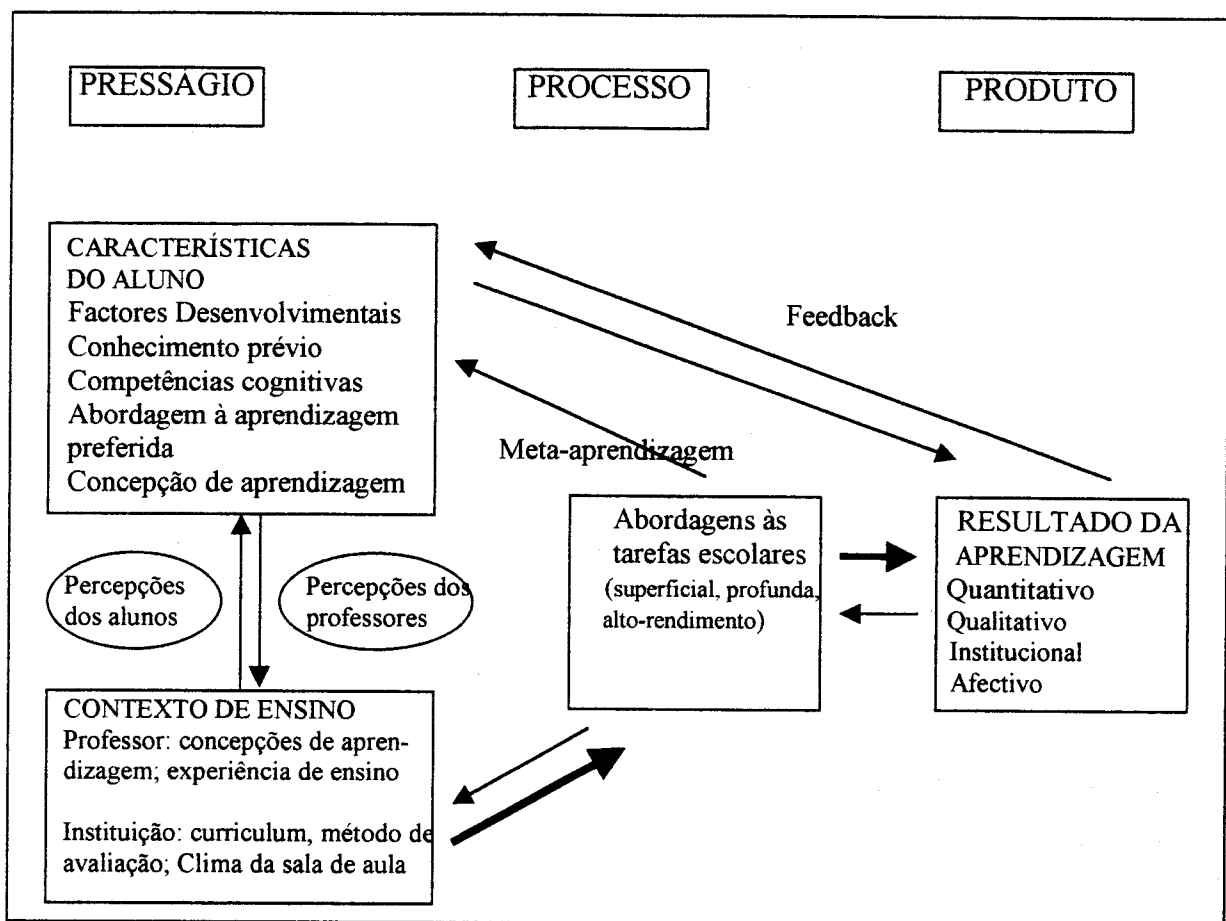 PRESSÁGIO
PROCESSO
PRODUTO
CARACTERÍSTICAS
DO ALUNO
Factores Desenvolvimentais
Conhecimento prévio
Competências cognitivas
Abordagem à aprendizagem
preferida
Concepção de aprendizagem
Feedback
Meta-aprendizagem
Percepções
dos alunos
Percepções dos
professores
Abordagens às
tarefas escolares
(superficial, profunda,
alto-rendimento)
RESULTADO DA
APRENDIZAGEM
Quantitativo
Qualitativo
Institucional
Afectivo
CONTEXTO DE ENSINO
Professor: concepções de apren-
dizagem; experiência de ensino
Instituição: curriculum, método de
avaliação; Clima da sala de aula